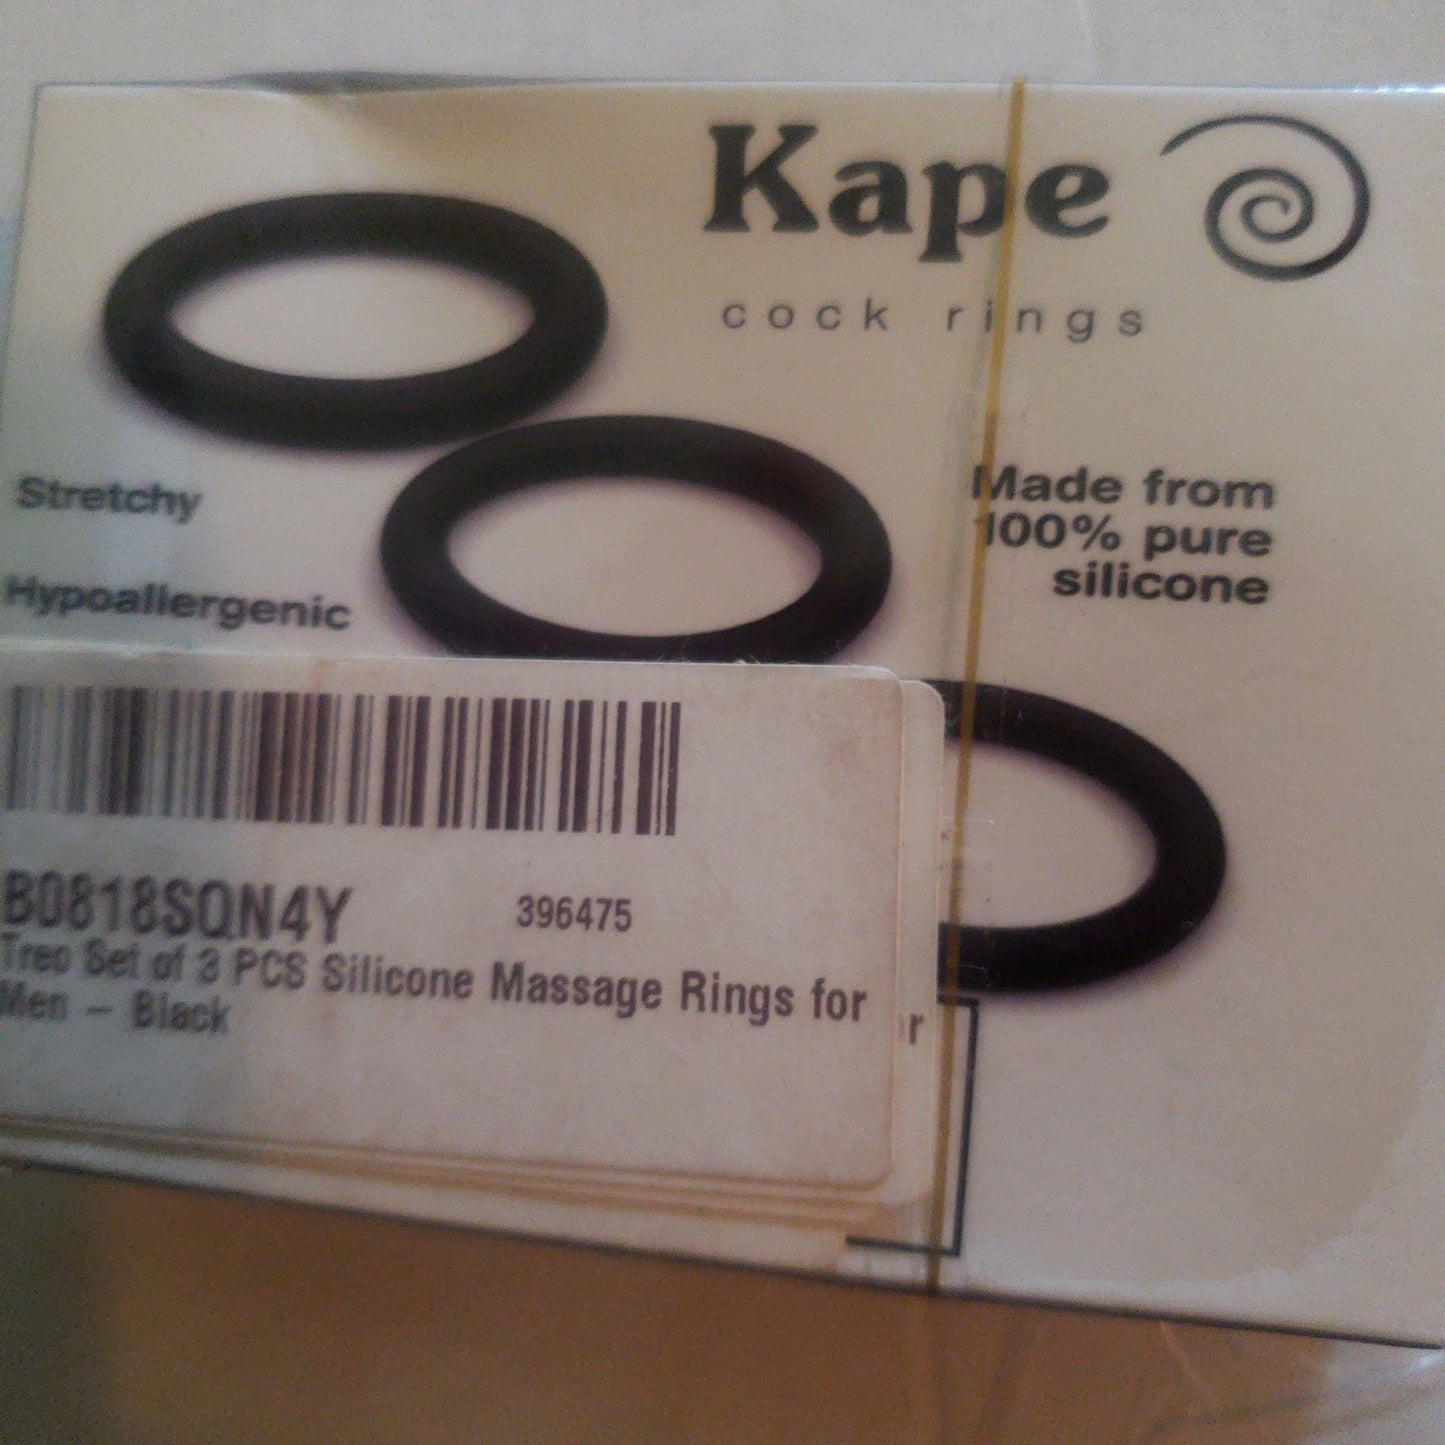 Kape
cock rings
Stretchy
Hypoallergenic
Made from
100% pure
silicone
B0818SQN4Y
396475
Treo Set of 3 PCS Silicone Massage Rings for
Men – Black
r